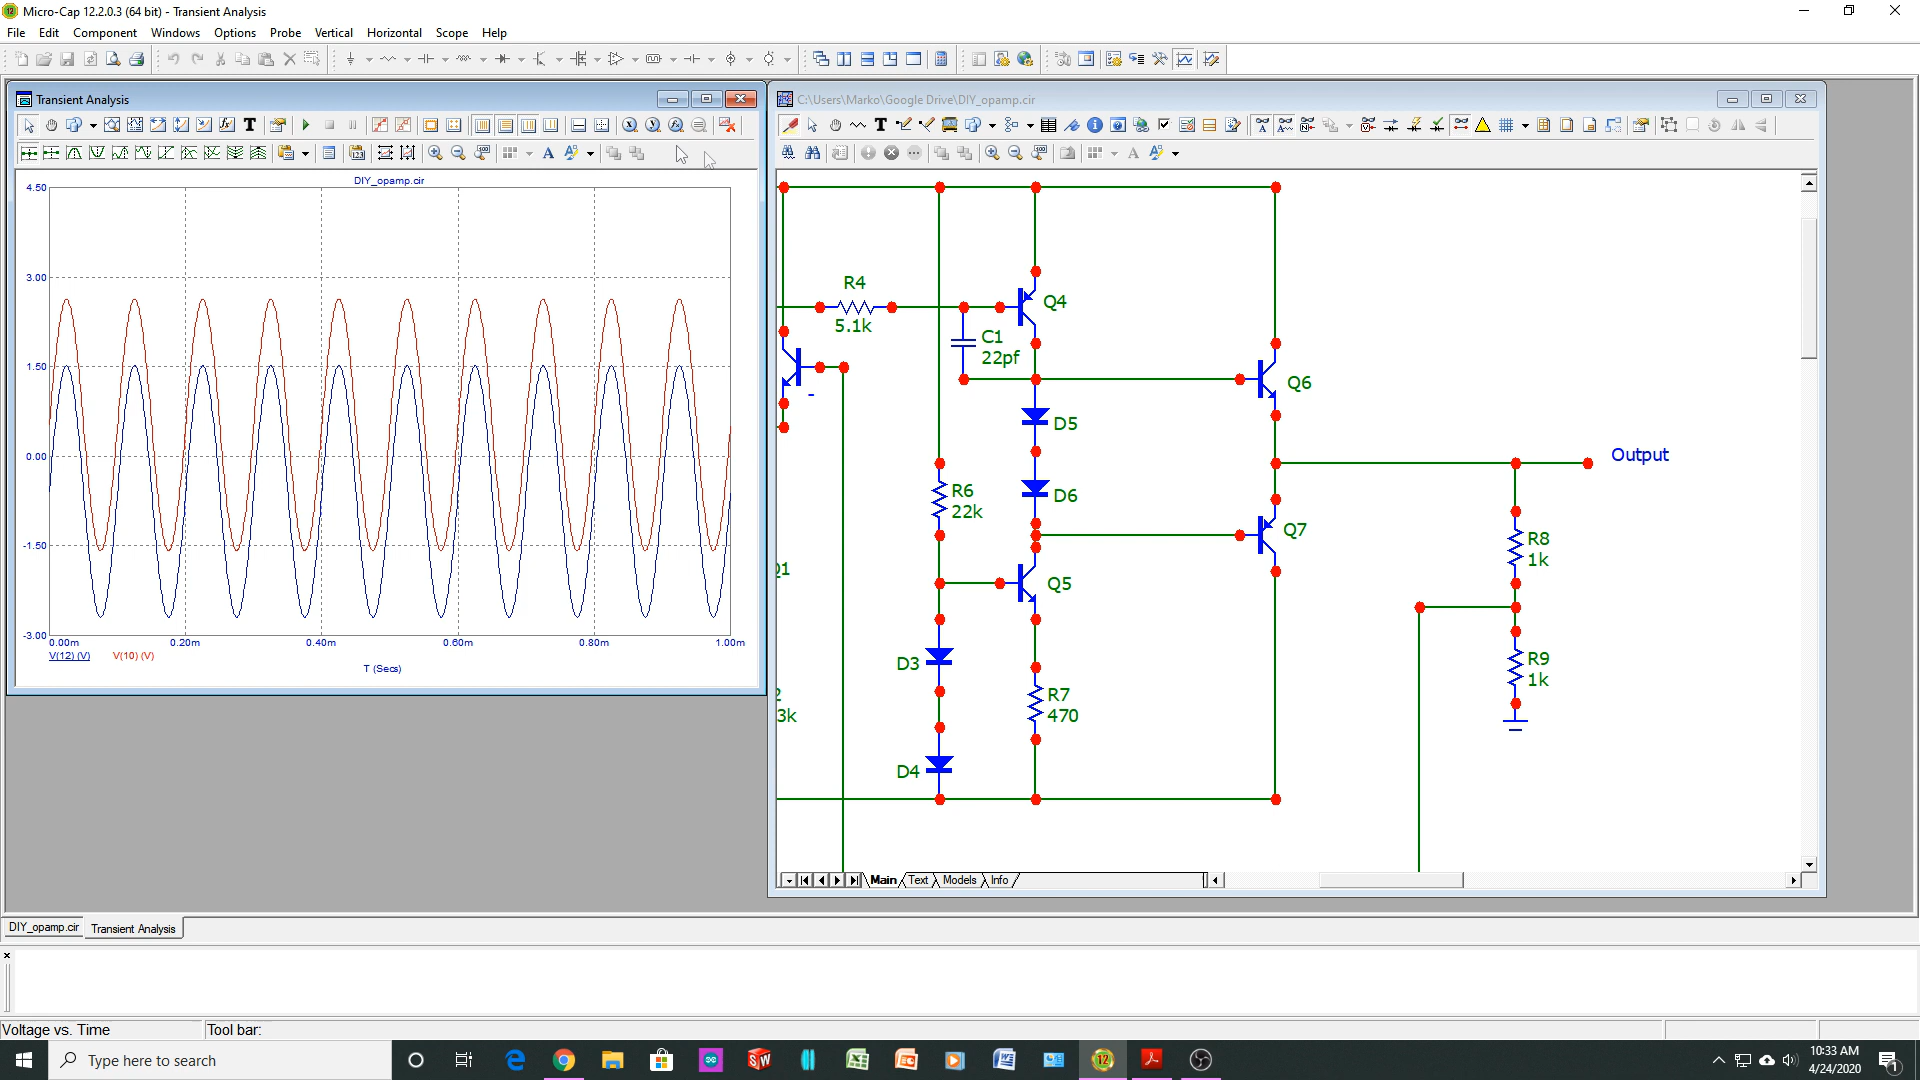 Micro-Cap 12.2.0.3 (64 bit) - Transient Analysis
File Edit Component Windows Options Probe Vertical Horizontal Scope Help
Transient Analysis
DIY_opamp.cir
4.50
3.00
1.50
0.00
-1.50
-3.00
0.00m 0.20m 0.40m 0.60m 0.80m 1.00m
V(12) (V) V(10) (V)
T (Secs)
C:\Users\Marko\Google Drive\DIY_opamp.cir
R4
5.1k
Q4
C1
22pf
-
Q6
D5
D6
R6
22k
Q7
Output
Q5
R8
1k
D3
R9
1k
R7
470
3k
D4
Main Text Models Info
DIY_opamp.cir Transient Analysis
Voltage vs. Time Tool bar:
Type here to search
10:33 AM
4/24/2020